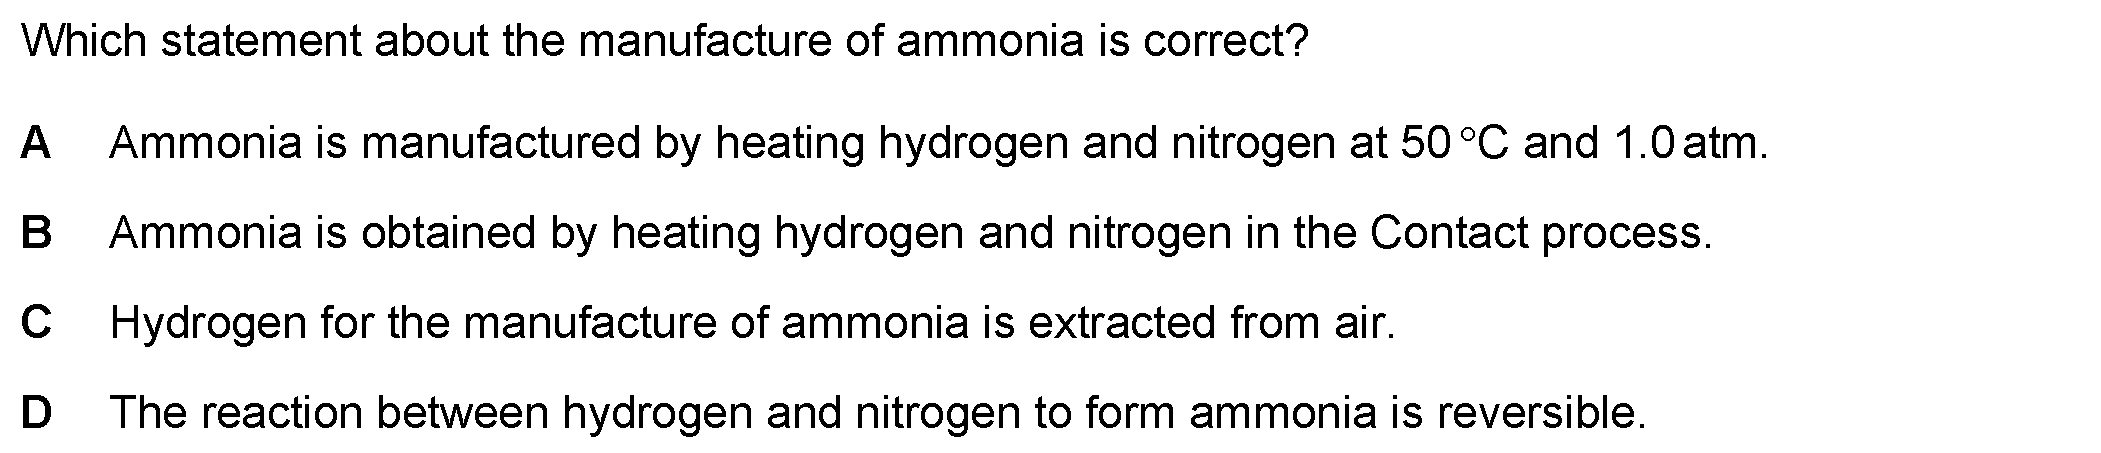 Which statement about the manufacture of ammonia is correct?
A Ammonia is manufactured by heating hydrogen and nitrogen at 50 °C and 1.0 atm.
B Ammonia is obtained by heating hydrogen and nitrogen in the Contact process.
C Hydrogen for the manufacture of ammonia is extracted from air.
D The reaction between hydrogen and nitrogen to form ammonia is reversible.